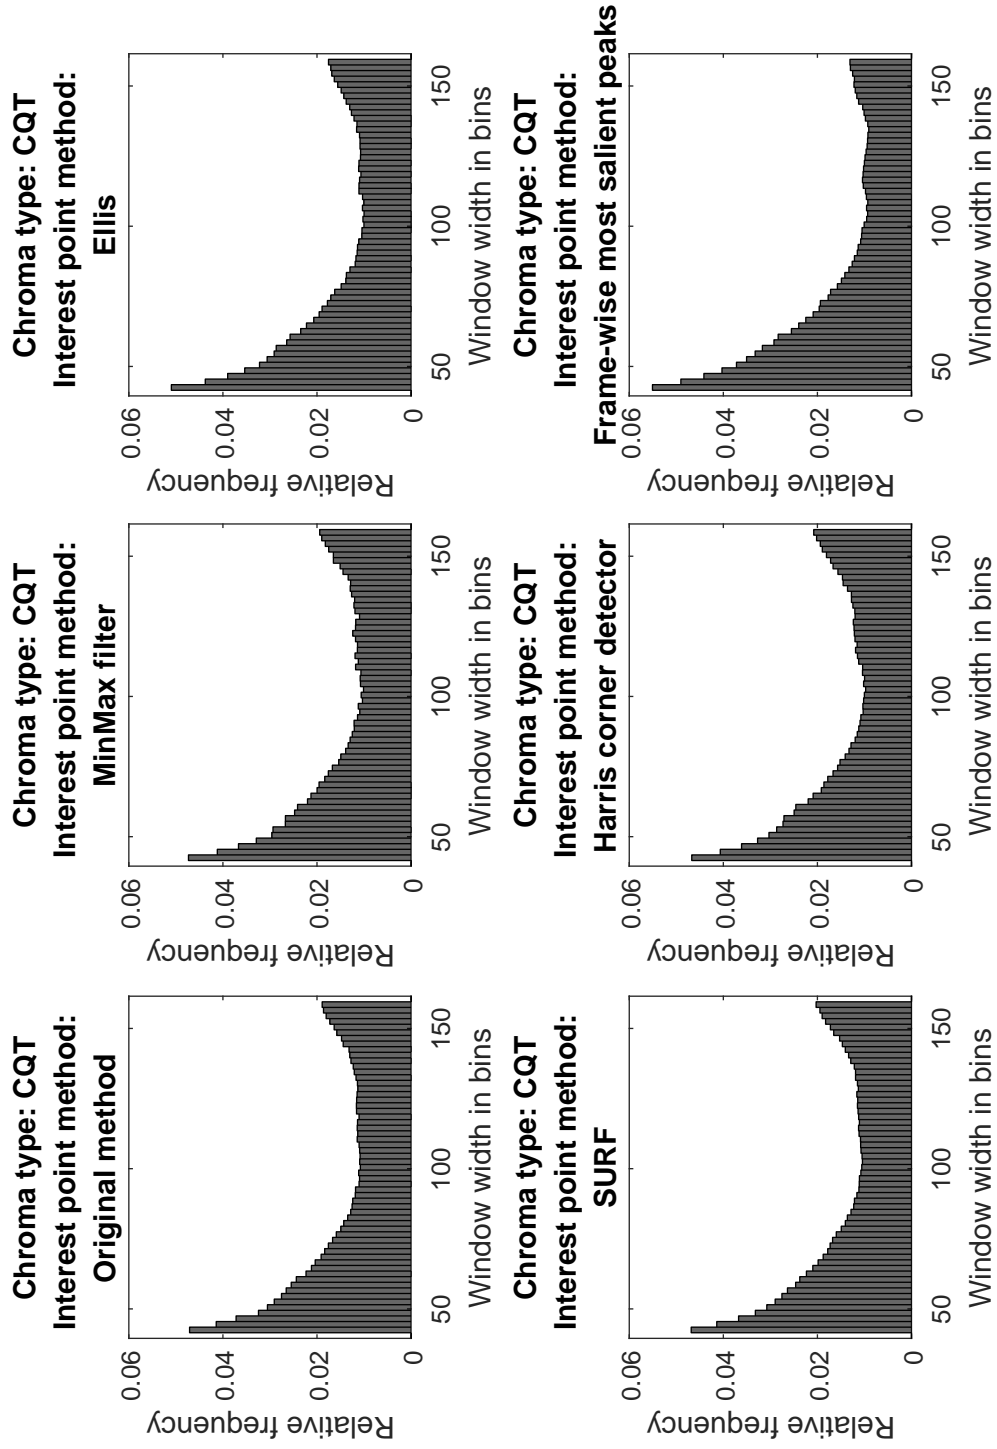 Chroma type: CQT
Interest point method:
Original method
Relative frequency
0.06
0.04
0.02
0
50
100
150
Window width in bins
Chroma type: CQT
Interest point method:
MinMax filter
Relative frequency
0.06
0.04
0.02
0
50
100
150
Window width in bins
Chroma type: CQT
Interest point method:
Ellis
Relative frequency
0.06
0.04
0.02
0
50
100
150
Window width in bins
Chroma type: CQT
Interest point method:
SURF
Relative frequency
0.06
0.04
0.02
0
50
100
150
Window width in bins
Chroma type: CQT
Interest point method:
Harris corner detector
Relative frequency
0.06
0.04
0.02
0
50
100
150
Window width in bins
Chroma type: CQT
Interest point method:
Frame-wise most salient peaks
Relative frequency
0.06
0.04
0.02
0
50
100
150
Window width in bins